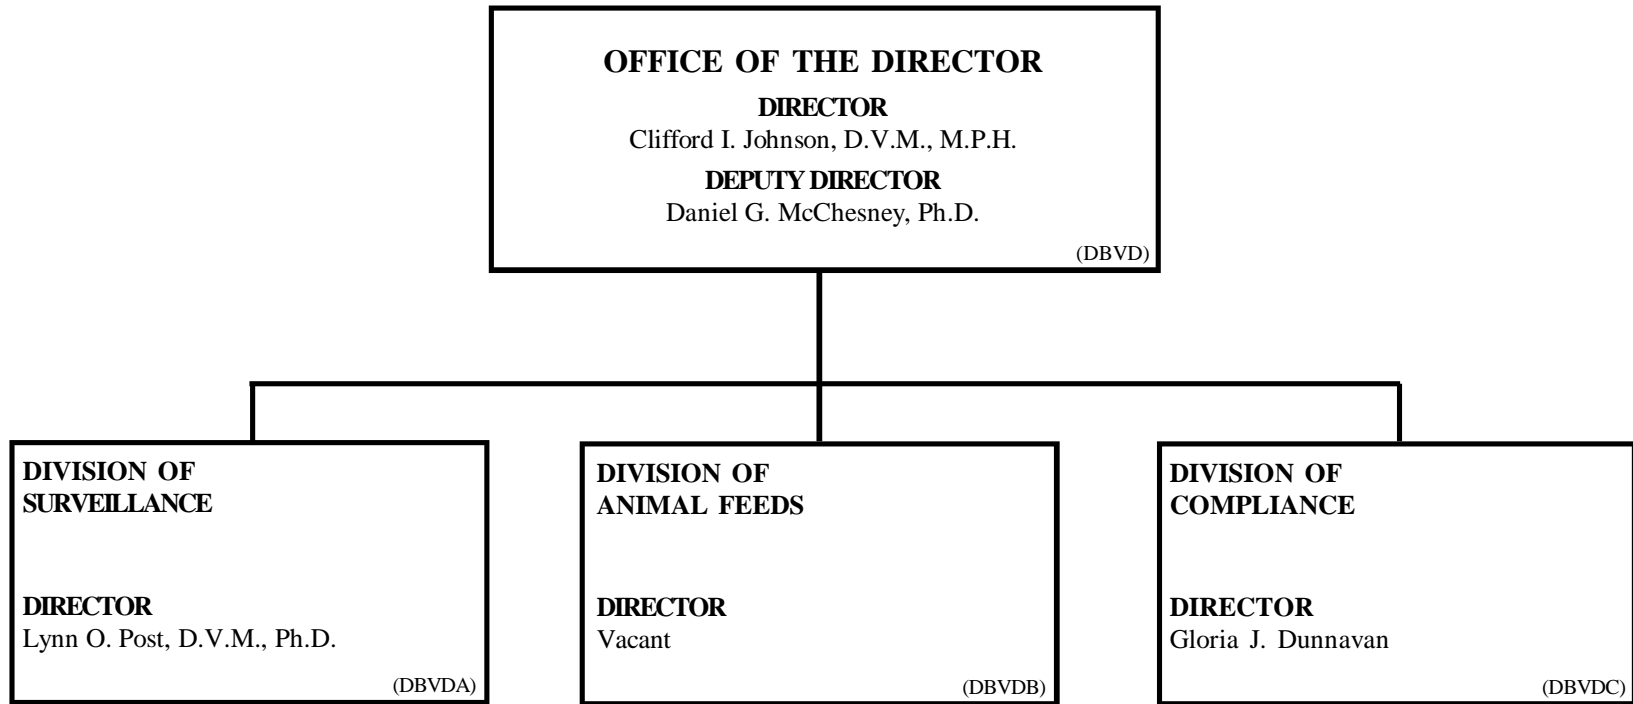 OFFICE OF THE DIRECTOR
DIRECTOR
Clifford I. Johnson, D.V.M., M.P.H.
DEPUTY DIRECTOR
Daniel G. McChesney, Ph.D.
(DBVD)
DIVISION OF
SURVEILLANCE
DIRECTOR
Lynn O. Post, D.V.M., Ph.D.
(DBVDA)
DIVISION OF
ANIMAL FEEDS
DIRECTOR
Vacant
(DBVDB)
DIVISION OF
COMPLIANCE
DIRECTOR
Gloria J. Dunnavan
(DBVDC)